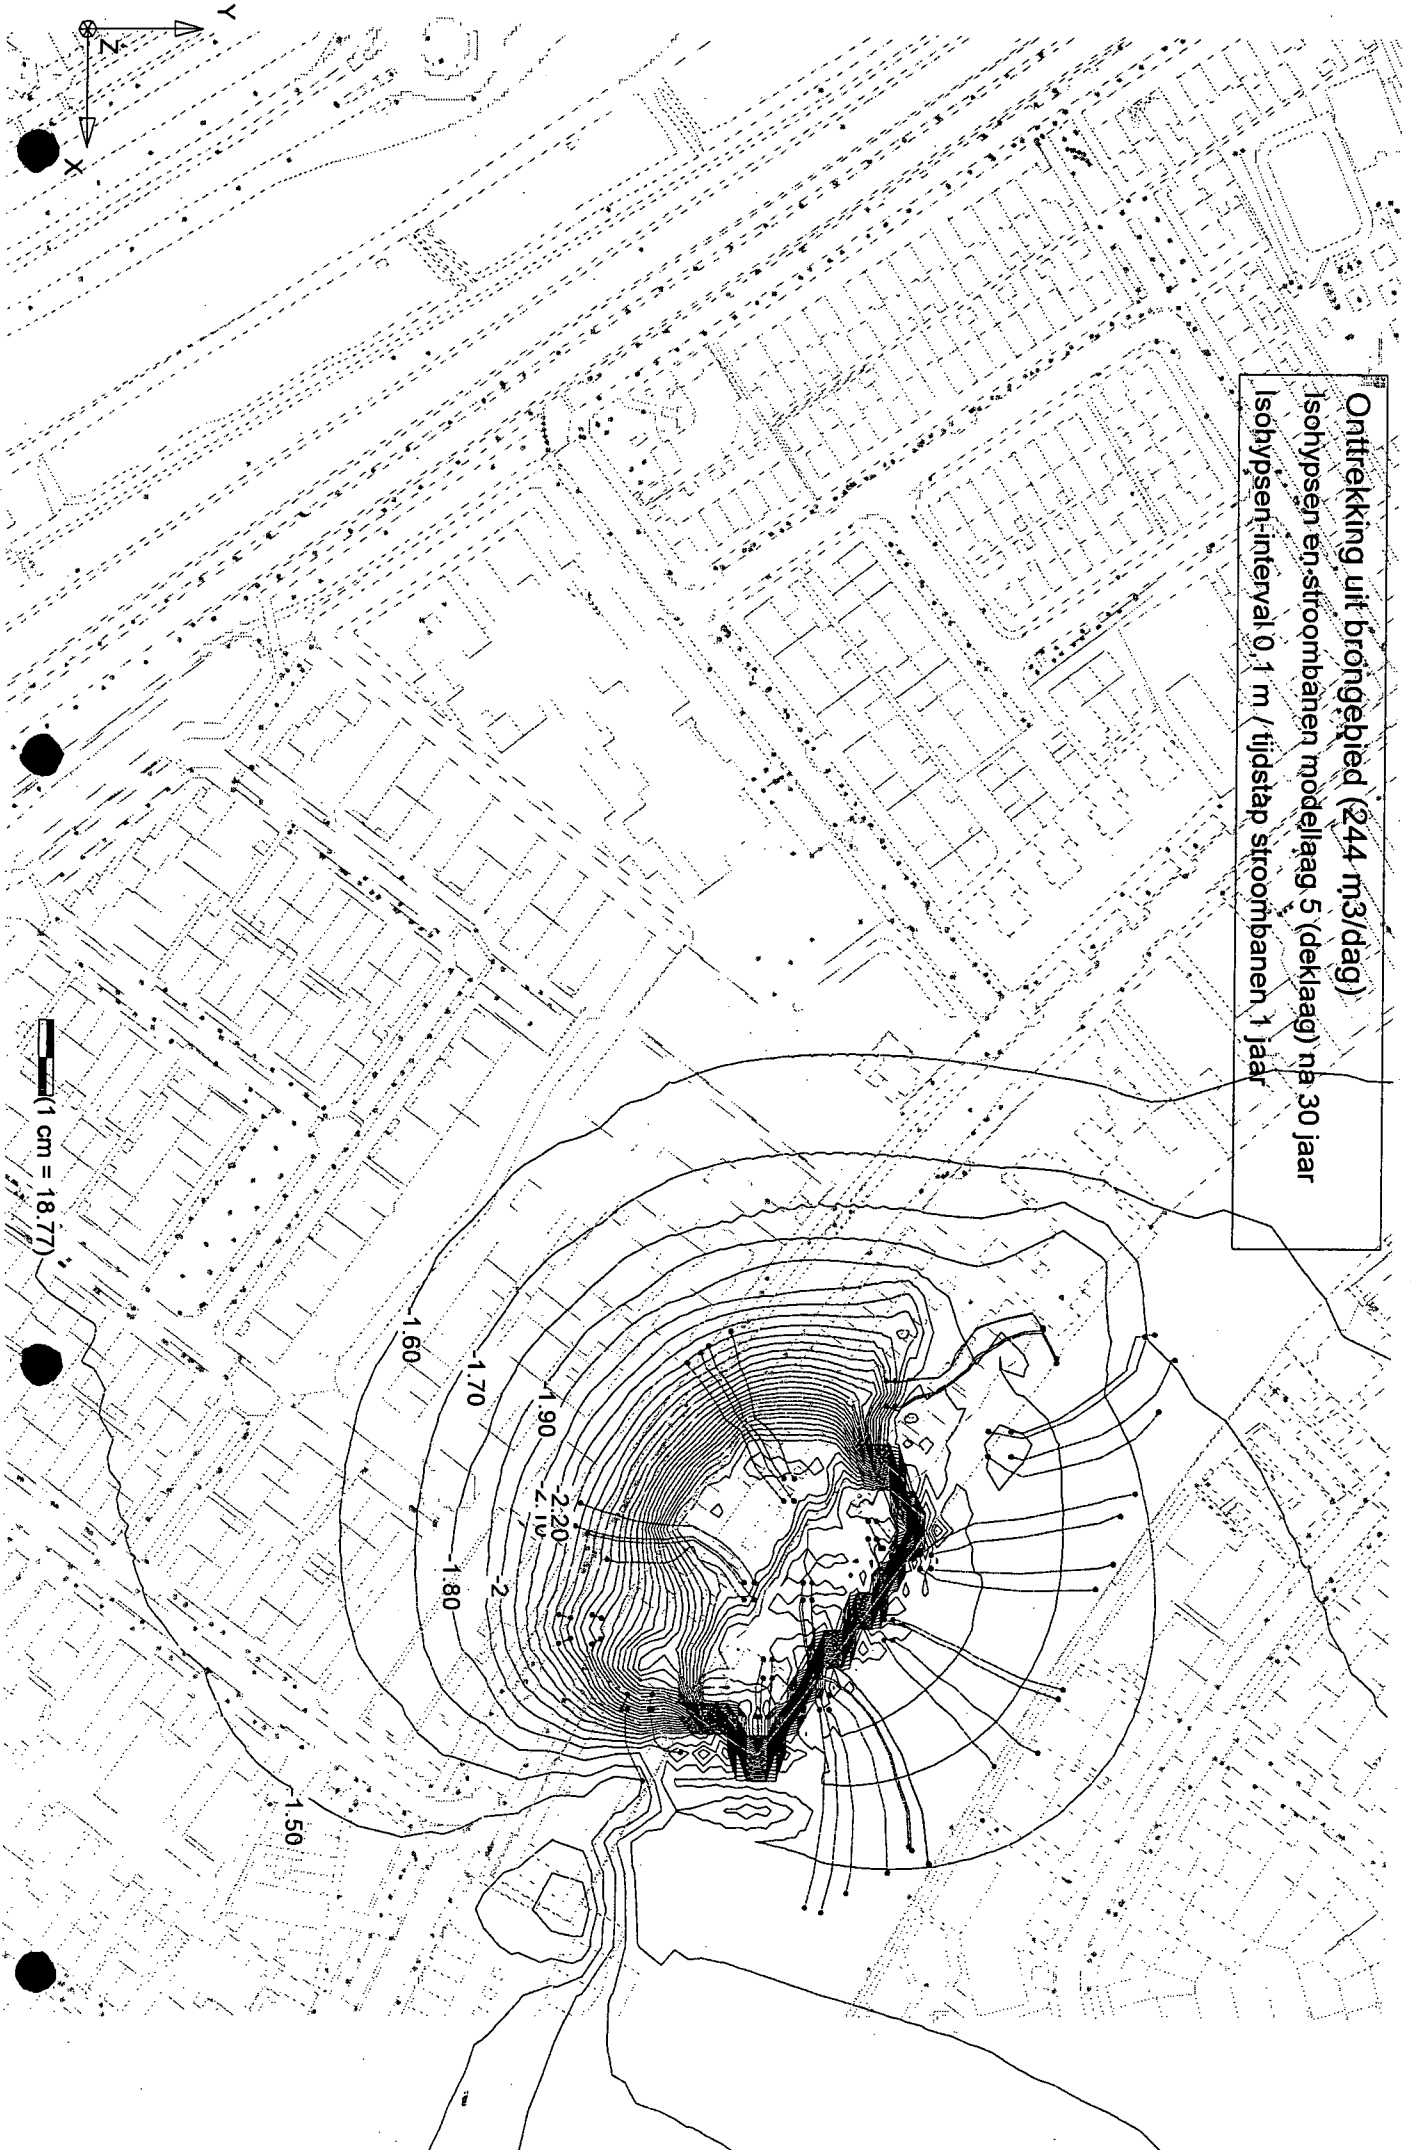 Onttrekking uit brongebied (244 m3/dag)
Isohypsen en stroombanen modellaag 5 (deklaag) na 30 jaar
Isohypsen-interval 0,1 m / tijdstap stroombanen 1 jaar
Y
Z
X
(1 cm = 18.77)
-1.60
-1.70
-1.90
-2.20
-2.10
-2
-1.80
-1.50